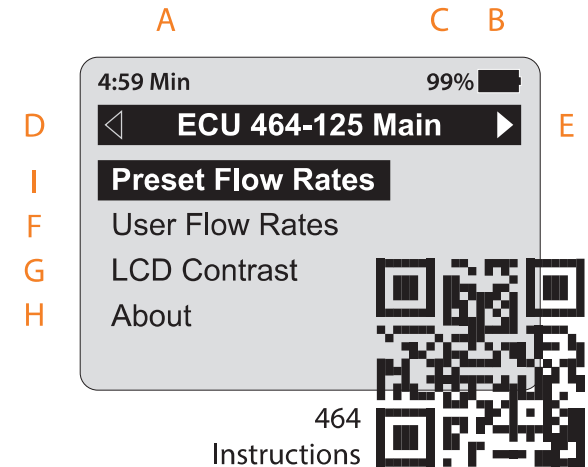 A C B
4:59 Min 99%
D ECU 464-125 Main E
I Preset Flow Rates
F User Flow Rates
G LCD Contrast
H About
464
Instructions